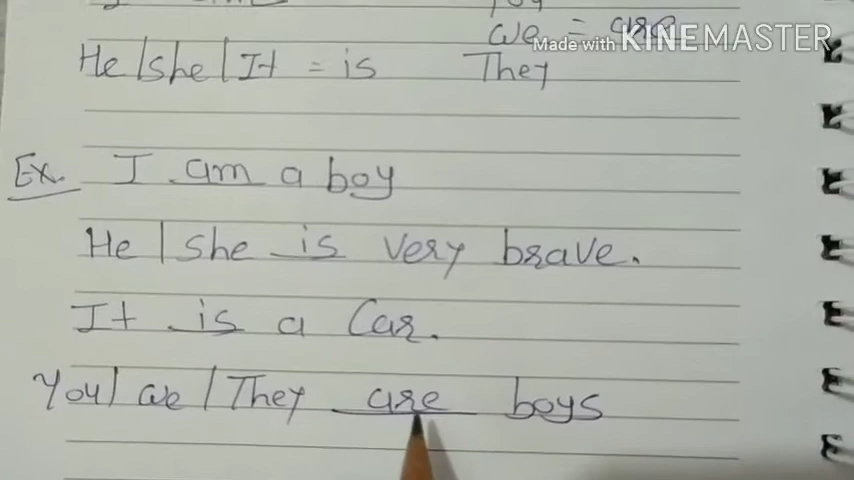 we = are
Made with KINEMASTER
He|she|It = is They
Ex. I am a boy
He|she is very brave.
It is a Car.
You|we|They are boys